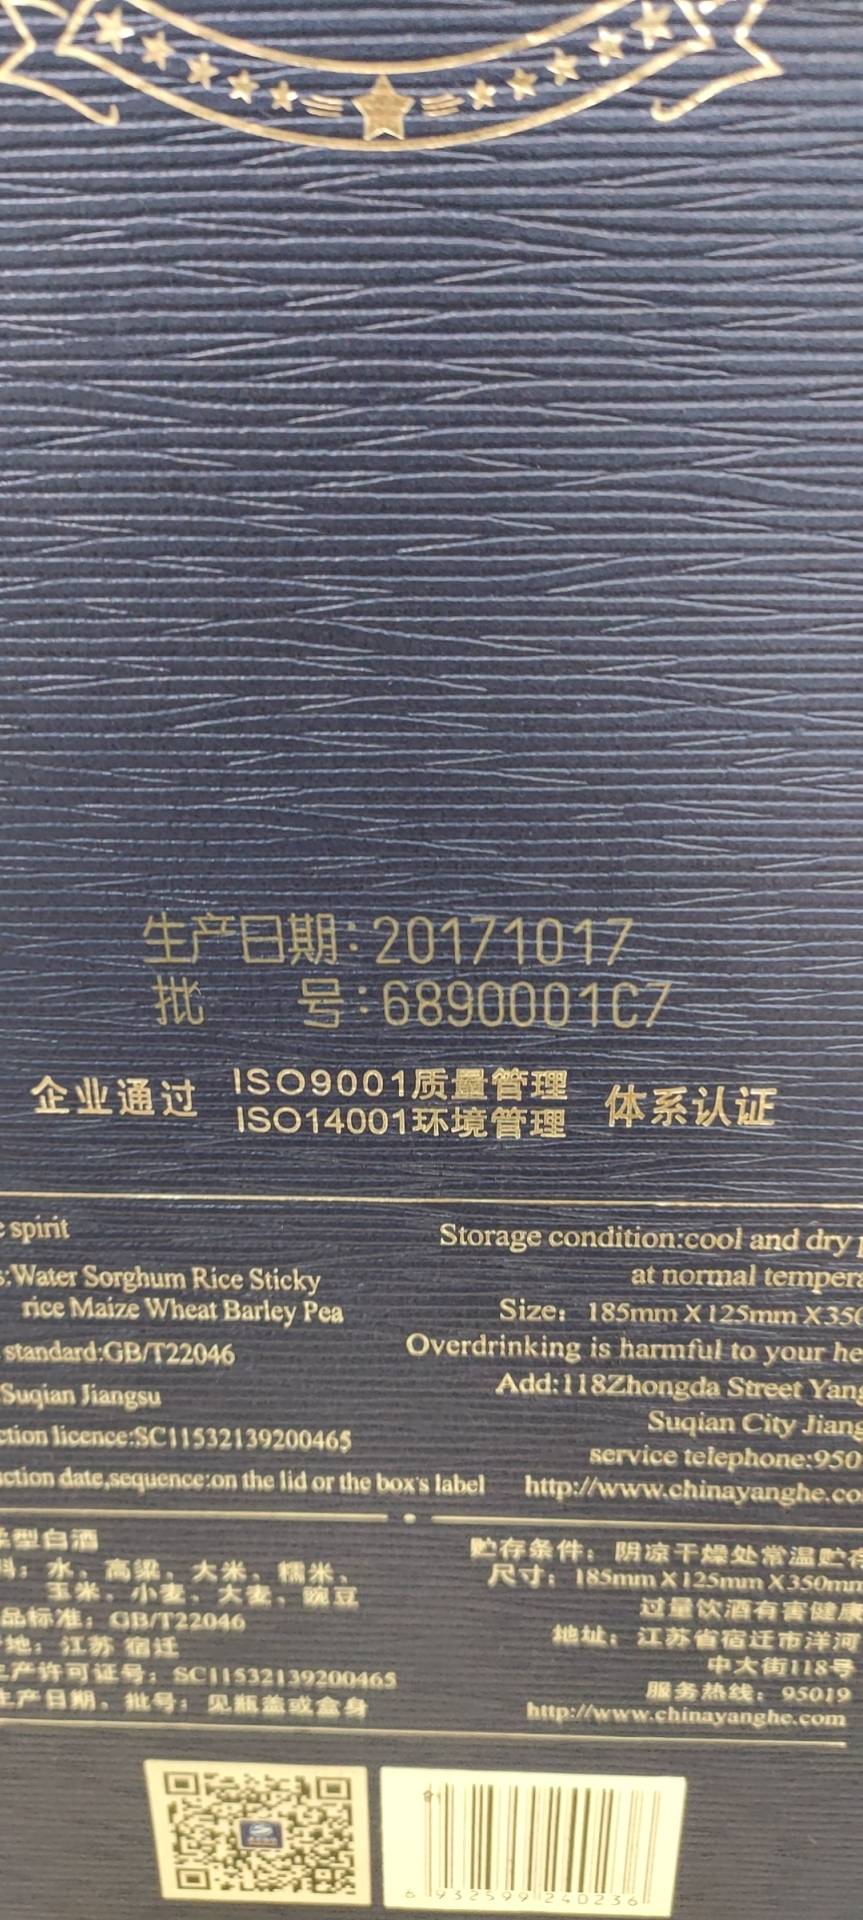 生产日期:20171017
批 号:6890001C7
企业通过 ISO9001质量管理 体系认证
ISO14001环境管理
spirit
Water Sorghum Rice Sticky
rice Maize Wheat Barley Pea
standard:GB/T22046
Suqian Jiangsu
licence:SC11532139200465
date,sequence:on the lid or the box's label
Storage condition:cool and dry
at normal
Size: 185mm X125mm X350
Overdrinking is harmful to your
Add:118Zhongda Street
Suqian City
service telephone:950
http://www.chinayanghe.co
型白酒
水、高粱、大米、糯米、
玉米、小麦、大麦、豌豆
品标准: GB/T22046
地: 江苏 宿迁
产许可证号: SC11532139200465
生产日期、批号: 见瓶盖或盒身
贮存条件: 阴凉干燥处常温贮存
尺寸: 185mm X125mm X350mm
过量饮酒有害健康
地址: 江苏省宿迁市洋河
中大街118号
服务热线: 95019
http://www.chinayanghe.com
6 932599 240236